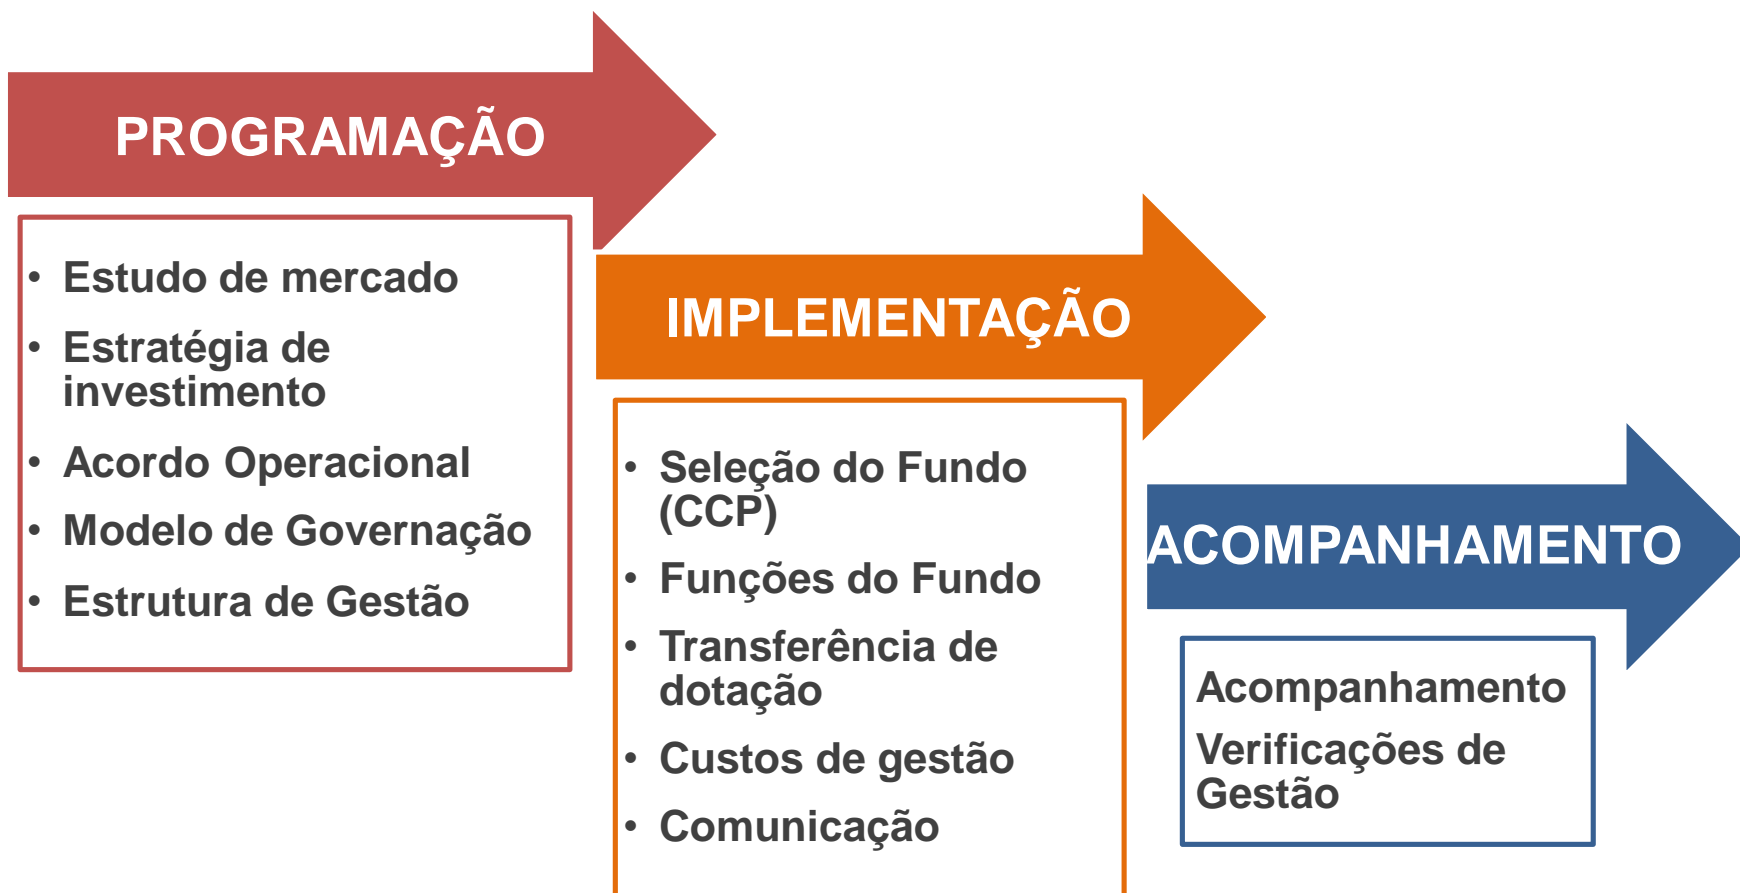 PROGRAMAÇÃO
• Estudo de mercado
• Estratégia de
investimento
• Acordo Operacional
• Modelo de Governação
• Estrutura de Gestão
IMPLEMENTAÇÃO
• Seleção do Fundo
(CCP)
• Funções do Fundo
• Transferência de
dotação
• Custos de gestão
• Comunicação
ACOMPANHAMENTO
Acompanhamento
Verificações de
Gestão